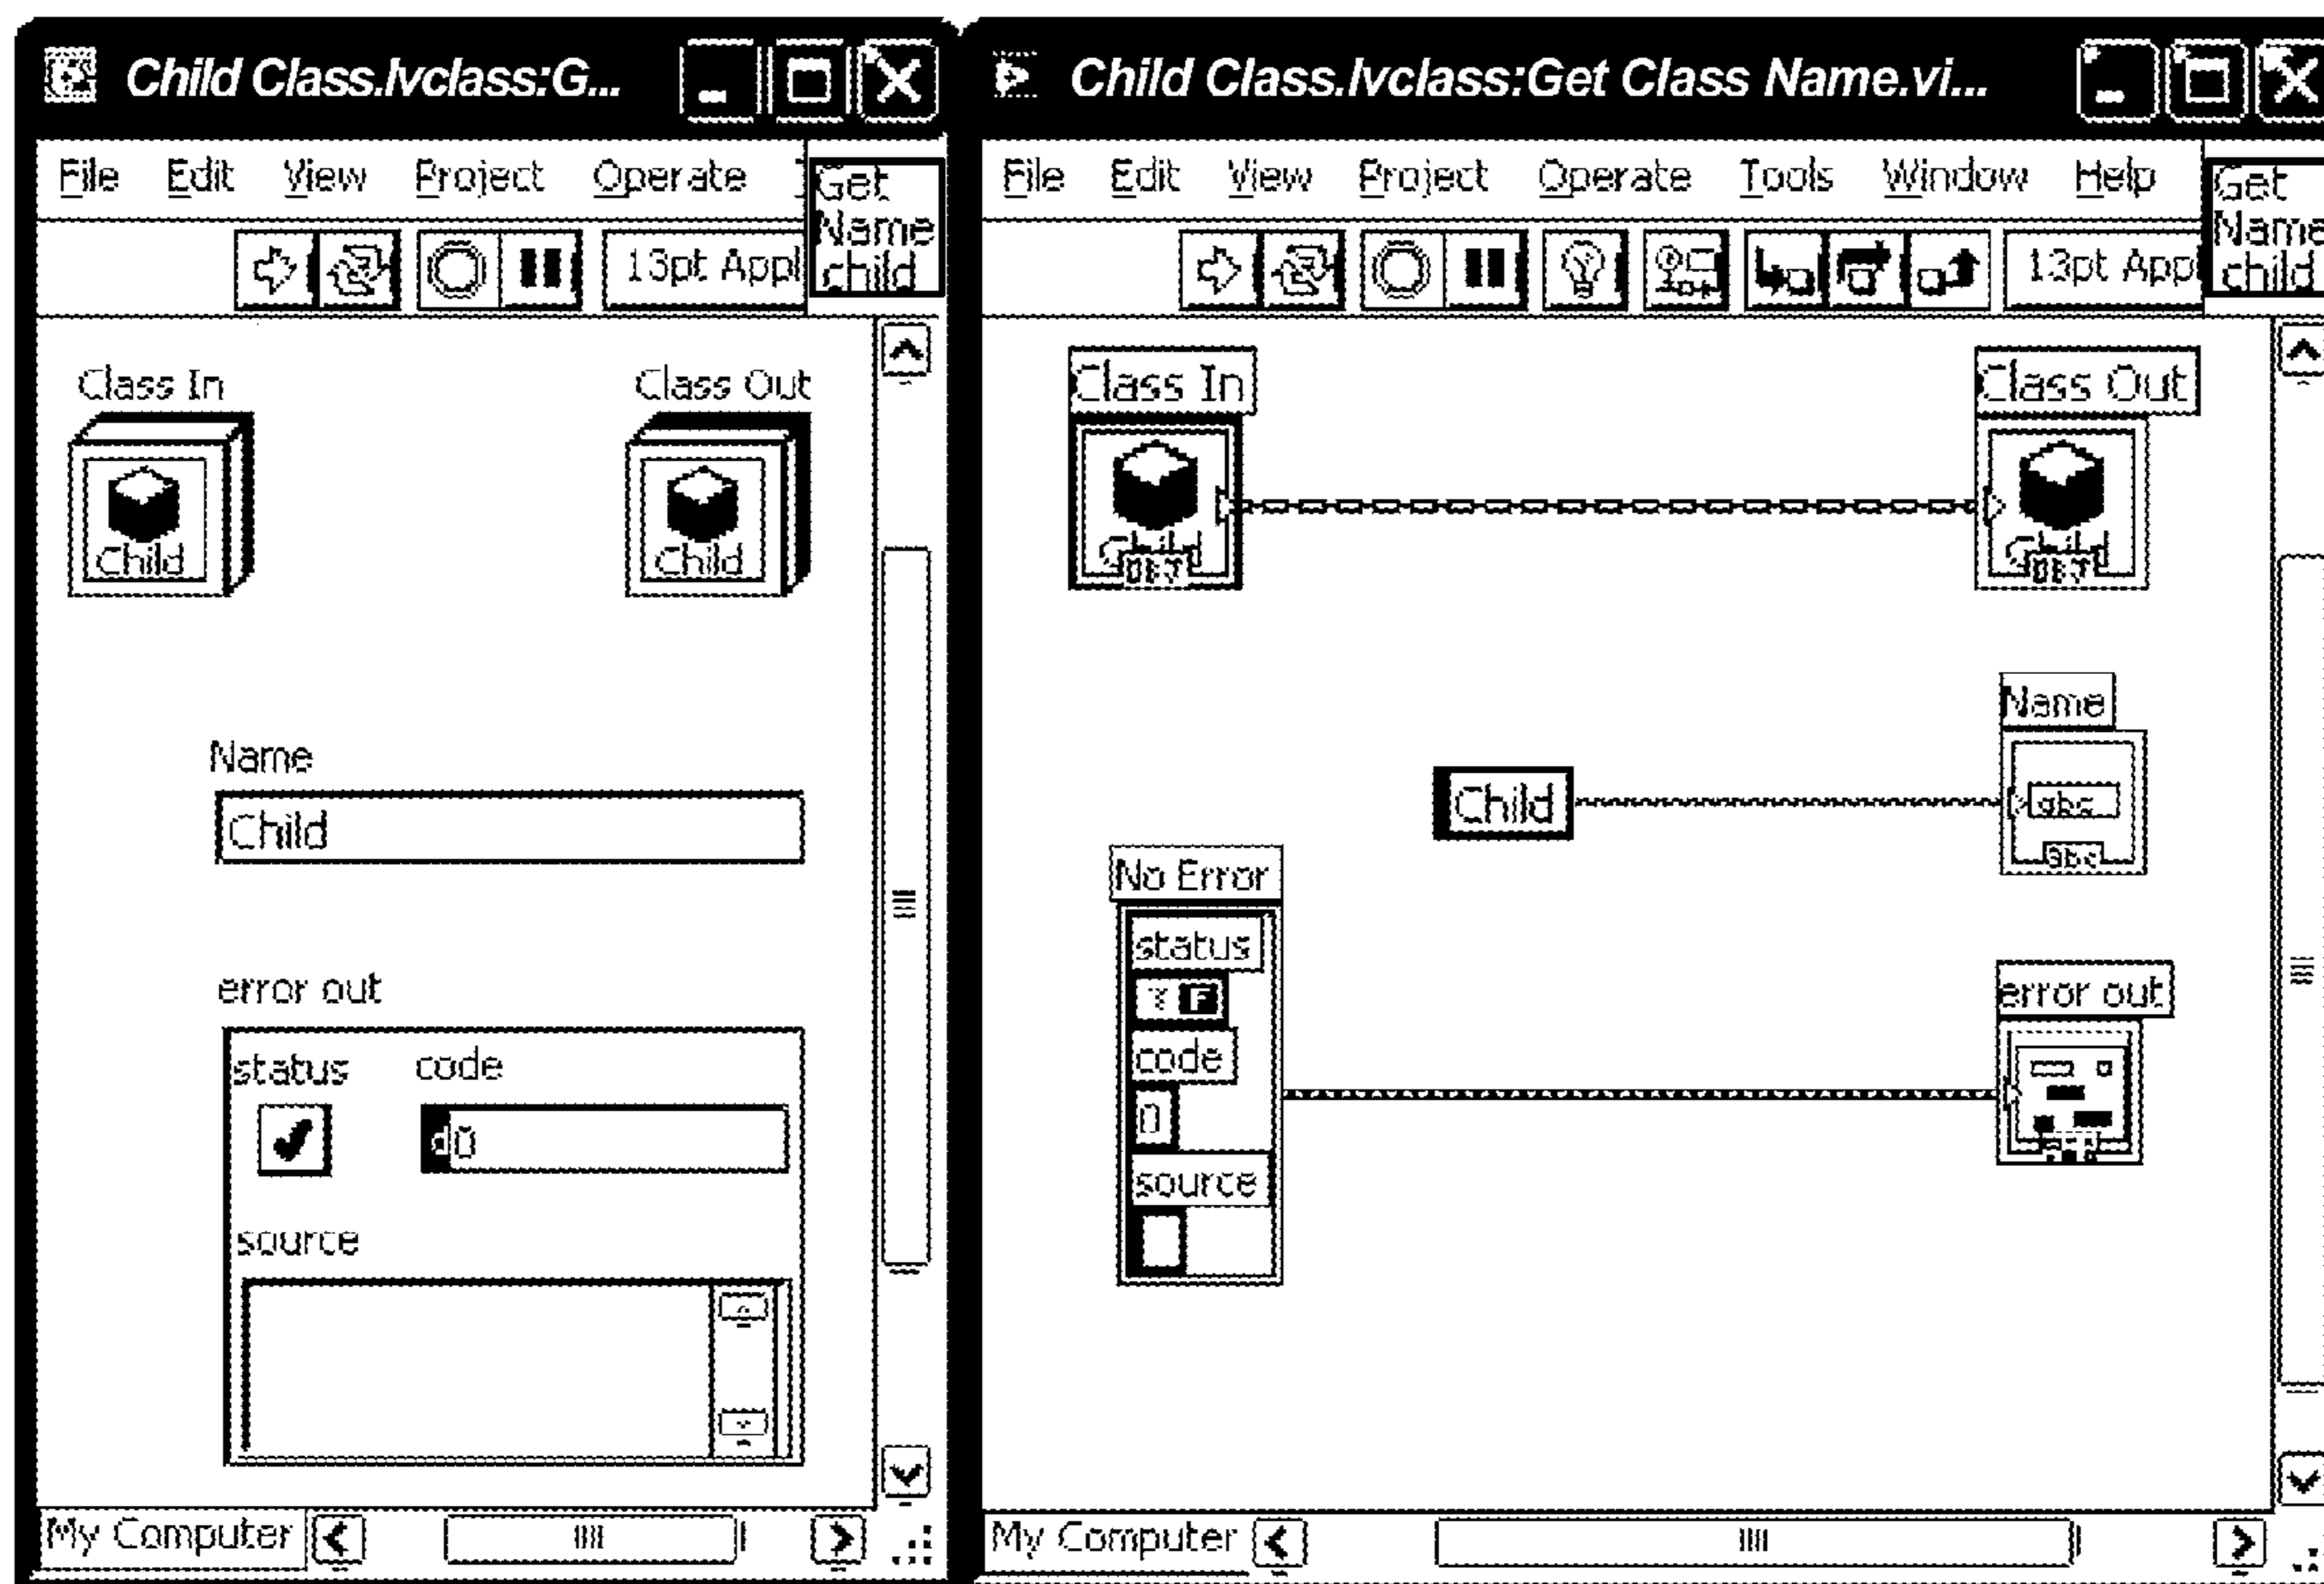 Child Class.lvclass:G...
File Edit View Project Operate
Get
Name
child
13pt Appl
Class In
Class Out
Child
Child
Name
Child
error out
status
code
d0
source
My Computer
Child Class.lvclass:Get Class Name.vi...
File Edit View Project Operate Tools Window Help
Get
Name
child
13pt App
Class In
Class Out
Name
Child
abc
abc
No Error
status
F
code
0
source
error out
My Computer